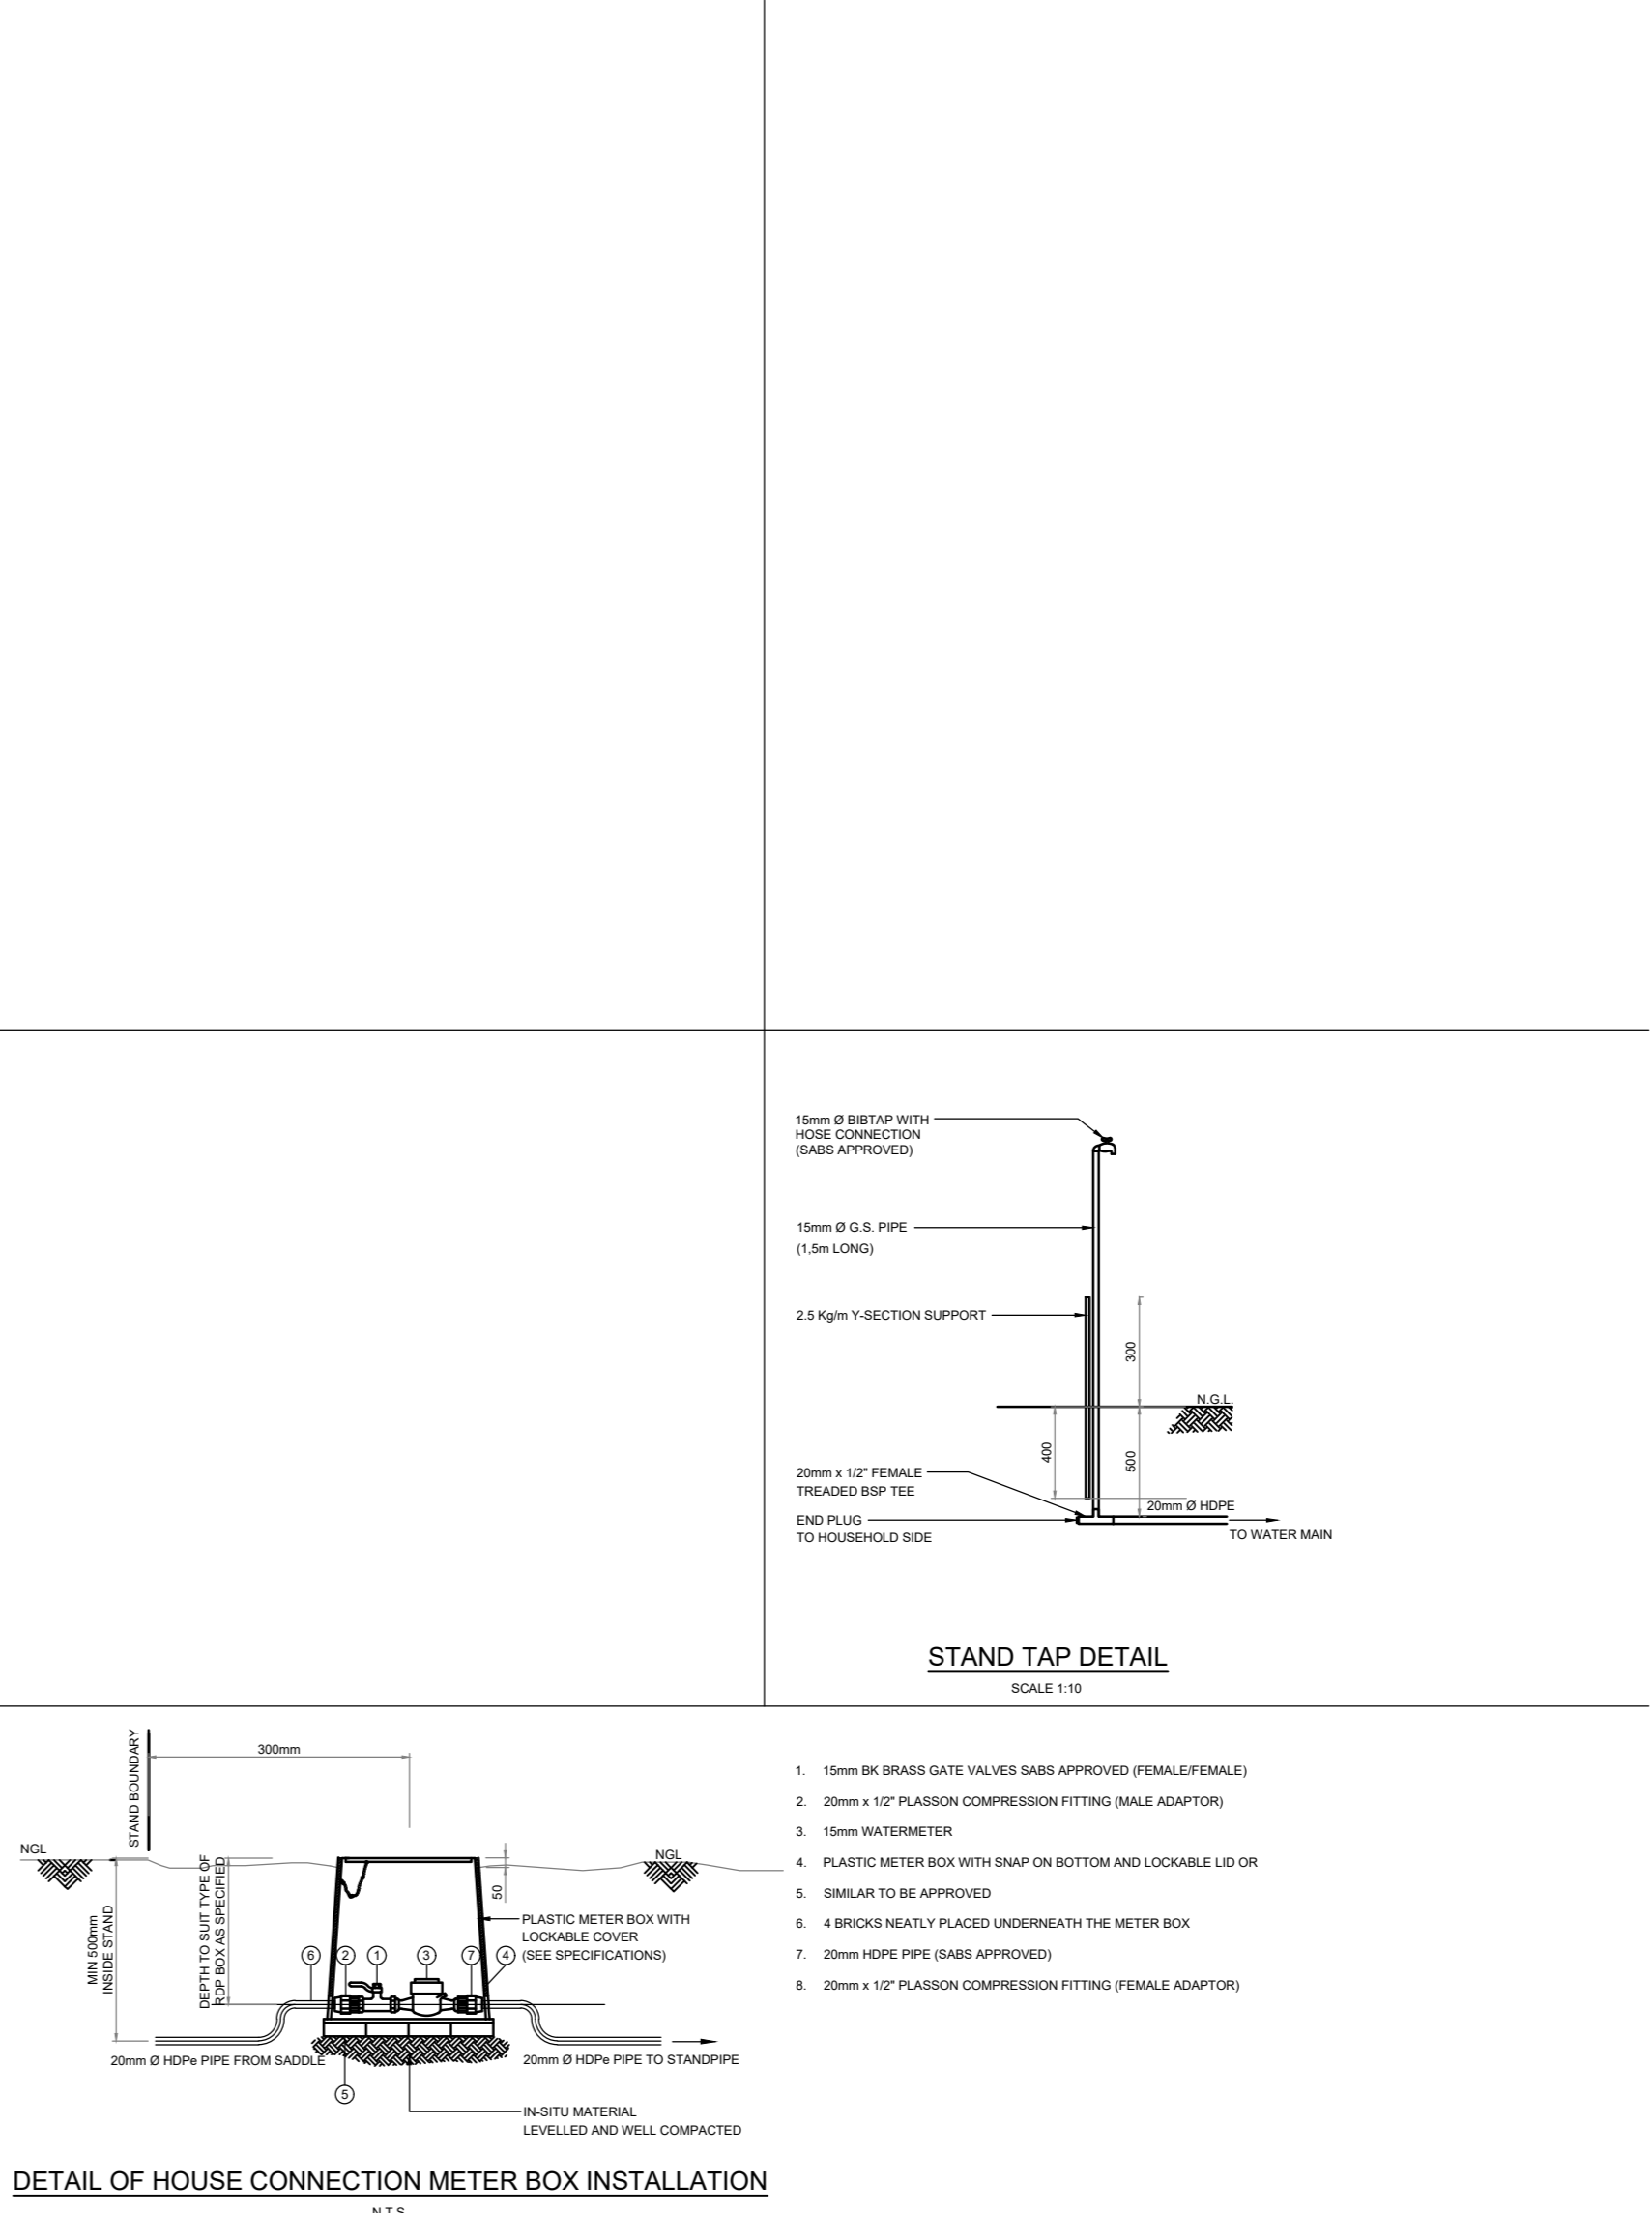 15mm Ø BIBTAP WITH
HOSE CONNECTION
(SABS APPROVED)
15mm Ø G.S. PIPE
(1,5m LONG)
2.5 Kg/m Y-SECTION SUPPORT
300
N.G.L.
400
500
20mm x 1/2" FEMALE
TREADED BSP TEE
20mm Ø HDPE
END PLUG
TO HOUSEHOLD SIDE
TO WATER MAIN
STAND TAP DETAIL
SCALE 1:10
STAND BOUNDARY
300mm
NGL
NGL
MIN 500mm
INSIDE STAND
DEPTH TO SUIT TYPE OF
RDP BOX AS SPECIFIED
50
PLASTIC METER BOX WITH
LOCKABLE COVER
(SEE SPECIFICATIONS)
6
2
1
3
7
4
20mm Ø HDPe PIPE FROM SADDLE
20mm Ø HDPe PIPE TO STANDPIPE
5
IN-SITU MATERIAL
LEVELLED AND WELL COMPACTED
DETAIL OF HOUSE CONNECTION METER BOX INSTALLATION
N.T.S.
1. 15mm BK BRASS GATE VALVES SABS APPROVED (FEMALE/FEMALE)
2. 20mm x 1/2" PLASSON COMPRESSION FITTING (MALE ADAPTOR)
3. 15mm WATERMETER
4. PLASTIC METER BOX WITH SNAP ON BOTTOM AND LOCKABLE LID OR
5. SIMILAR TO BE APPROVED
6. 4 BRICKS NEATLY PLACED UNDERNEATH THE METER BOX
7. 20mm HDPE PIPE (SABS APPROVED)
8. 20mm x 1/2" PLASSON COMPRESSION FITTING (FEMALE ADAPTOR)